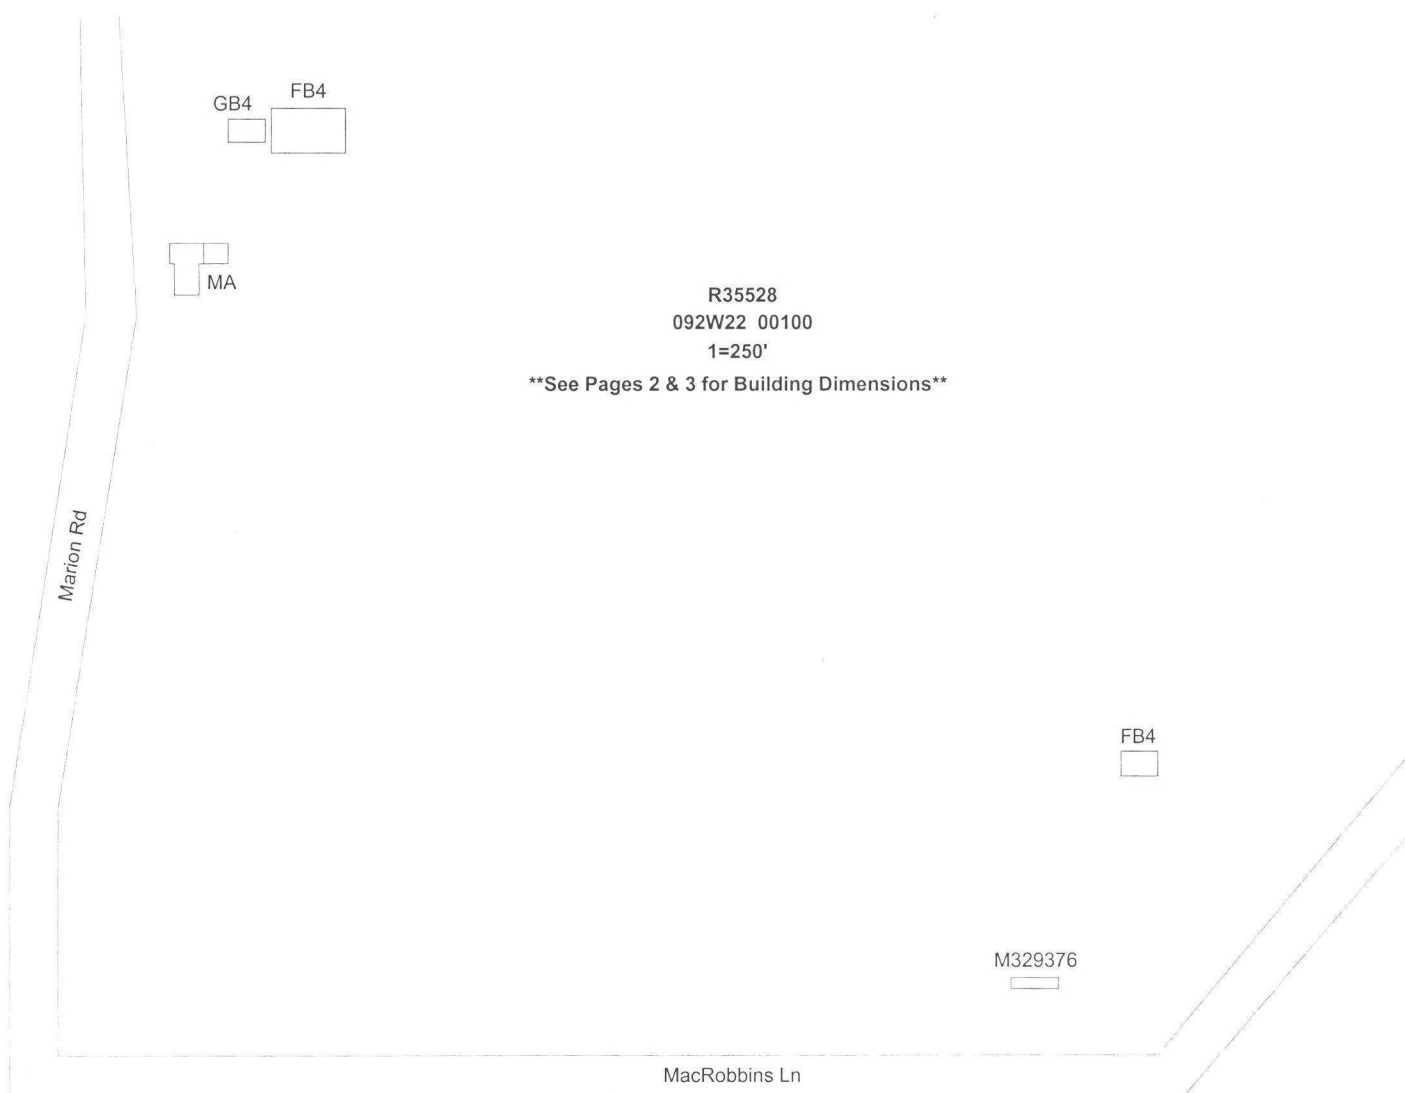 FB4
GB4
MA
R35528
092W22 00100
1=250'
**See Pages 2 & 3 for Building Dimensions**
Marion Rd
FB4
M329376
MacRobbins Ln